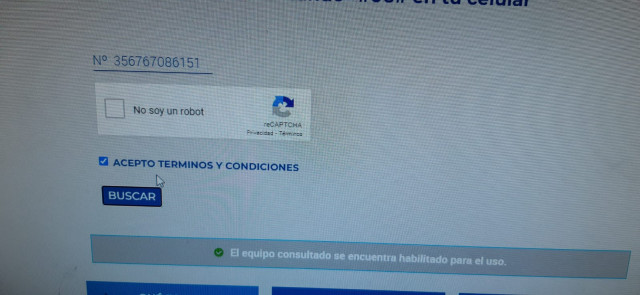 en tu celular
Nº 356767086151
No soy un robot
reCAPTCHA
Privacidad - Términos
ACEPTO TERMINOS Y CONDICIONES
BUSCAR
El equipo consultado se encuentra habilitado para el uso.